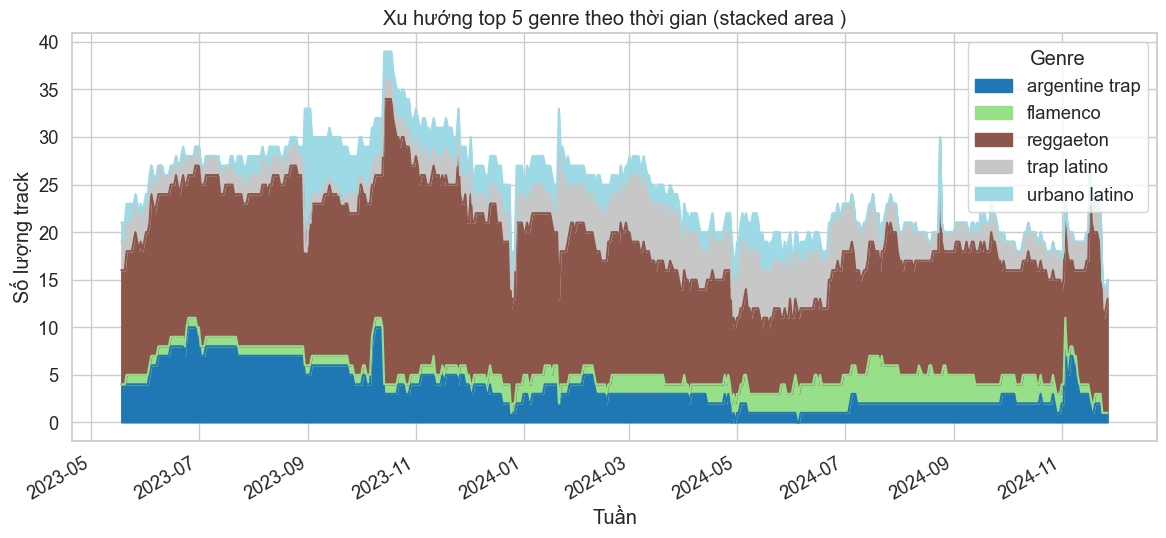 Xu hướng top 5 genre theo thời gian (stacked area )
Số lượng track
40
35
30
25
20
15
10
5
0
Genre
argentine trap
flamenco
reggaeton
trap latino
urbano latino
2023-05
2023-07
2023-09
2023-11
2024-01
2024-03
2024-05
2024-07
2024-09
2024-11
Tuần